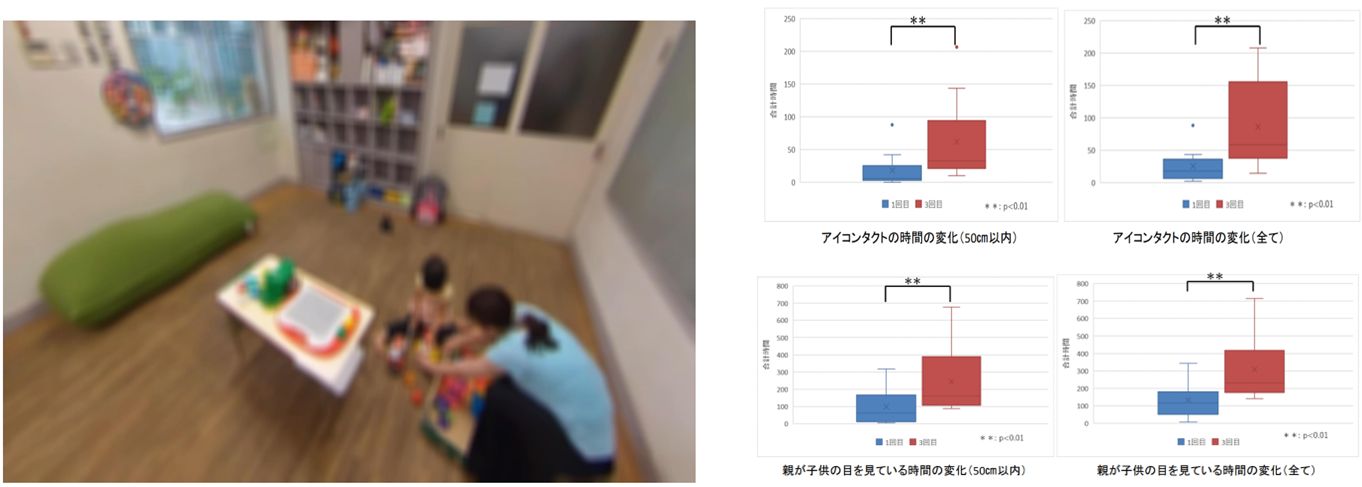 250
200
150
100
50
0
合計時間
**
1回目 3回目
**: p<0.01
アイコンタクトの時間の変化(50㎝以内)
250
200
150
100
50
0
合計時間
**
1回目 3回目
**: p<0.01
アイコンタクトの時間の変化(全て)
800
700
600
500
400
300
200
100
0
合計時間
**
1回目 3回目
**: p<0.01
親が子供の目を見ている時間の変化(50㎝以内)
800
700
600
500
400
300
200
100
0
合計時間
**
1回目 3回目
**: p<0.01
親が子供の目を見ている時間の変化(全て)